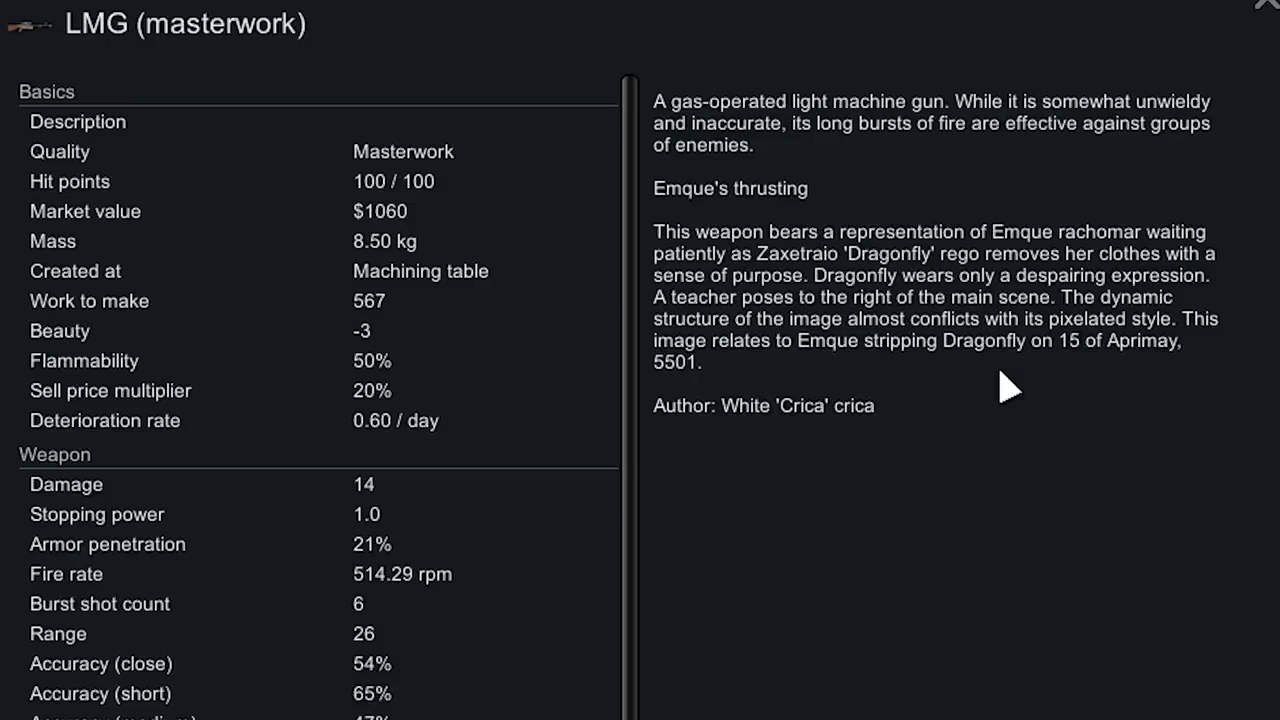 LMG (masterwork)
Basics
Description
Quality Masterwork
Hit points 100 / 100
Market value $1060
Mass 8.50 kg
Created at Machining table
Work to make 567
Beauty -3
Flammability 50%
Sell price multiplier 20%
Deterioration rate 0.60 / day
Weapon
Damage 14
Stopping power 1.0
Armor penetration 21%
Fire rate 514.29 rpm
Burst shot count 6
Range 26
Accuracy (close) 54%
Accuracy (short) 65%
Accuracy (medium) 47%
A gas-operated light machine gun. While it is somewhat unwieldy
and inaccurate, its long bursts of fire are effective against groups
of enemies.
Emque's thrusting
This weapon bears a representation of Emque rachomar waiting
patiently as Zaxetraio 'Dragonfly' rego removes her clothes with a
sense of purpose. Dragonfly wears only a despairing expression.
A teacher poses to the right of the main scene. The dynamic
structure of the image almost conflicts with its pixelated style. This
image relates to Emque stripping Dragonfly on 15 of Aprimay,
5501.
Author: White 'Crica' crica